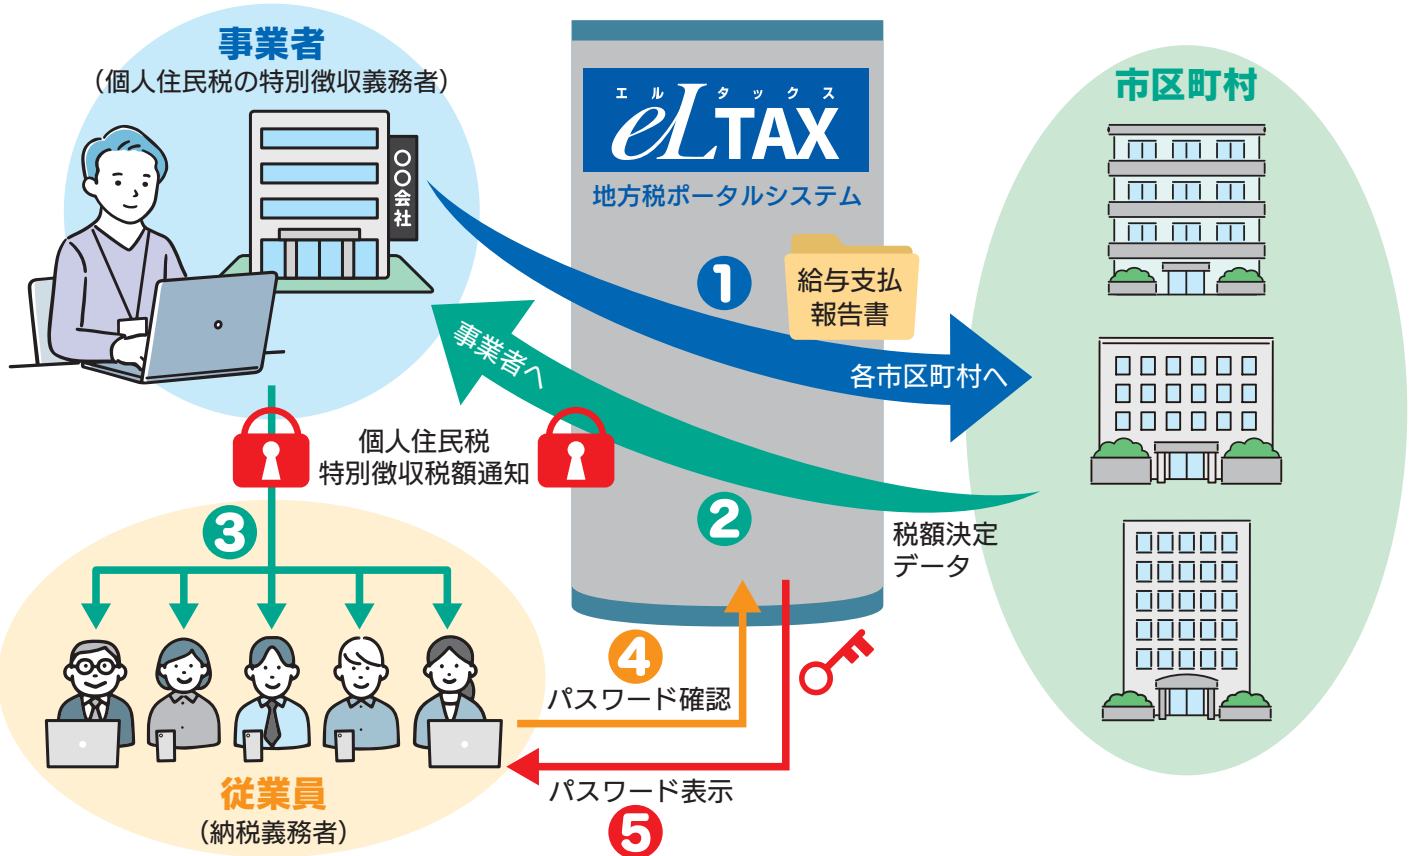 事業者
（個人住民税の特別徴収義務者）
〇〇会社
エルタックス
eLTAX
地方税ポータルシステム
市区町村
1
給与支払
報告書
各市区町村へ
事業者へ
個人住民税
特別徴収税額通知
2
税額決定
データ
3
4
パスワード確認
パスワード表示
5
従業員
（納税義務者）